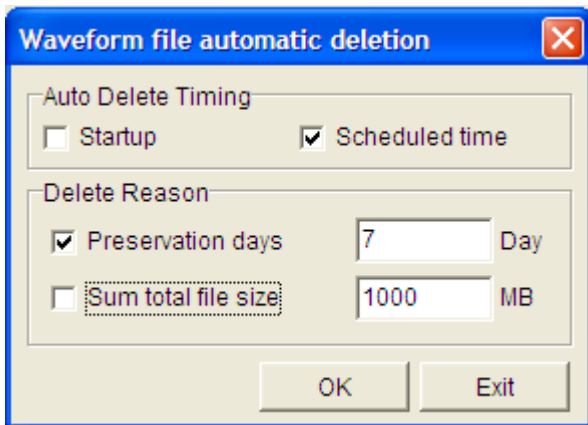 Waveform file automatic deletion
Auto Delete Timing
Startup Scheduled time
Delete Reason
Preservation days 7 Day
Sum total file size 1000 MB
OK Exit